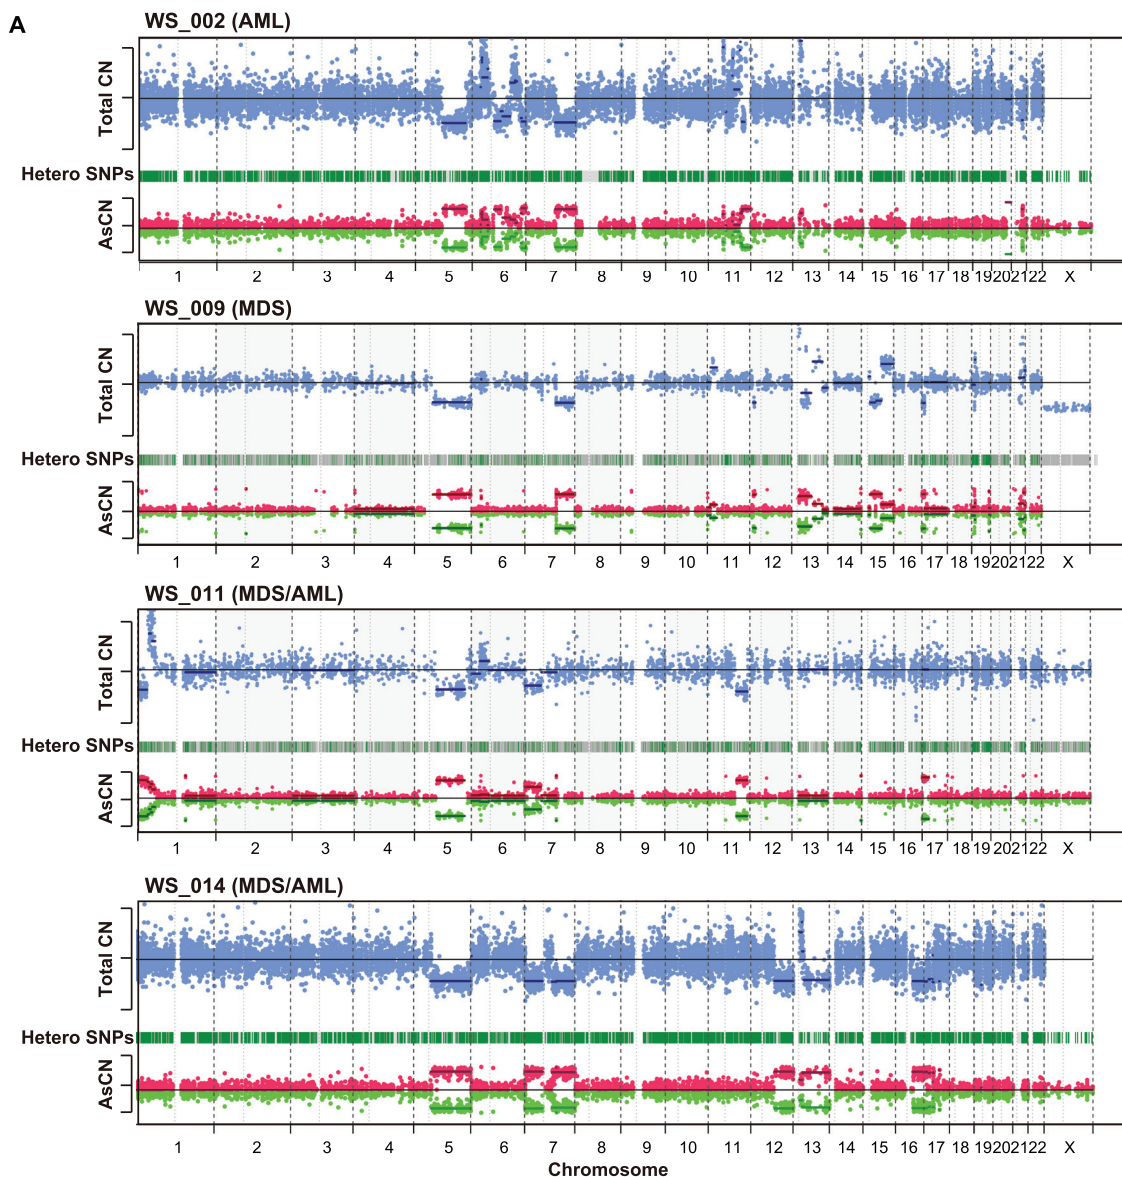 A
WS_002 (AML)
Total CN
Hetero SNPs
AsCN
1 2 3 4 5 6 7 8 9 10 11 12 13 14 15 16 17 18 19 20 21 22 X
WS_009 (MDS)
Total CN
Hetero SNPs
AsCN
1 2 3 4 5 6 7 8 9 10 11 12 13 14 15 16 17 18 19 20 21 22 X
WS_011 (MDS/AML)
Total CN
Hetero SNPs
AsCN
1 2 3 4 5 6 7 8 9 10 11 12 13 14 15 16 17 18 19 20 21 22 X
WS_014 (MDS/AML)
Total CN
Hetero SNPs
AsCN
1 2 3 4 5 6 7 8 9 10 11 12 13 14 15 16 17 18 19 20 21 22 X
Chromosome